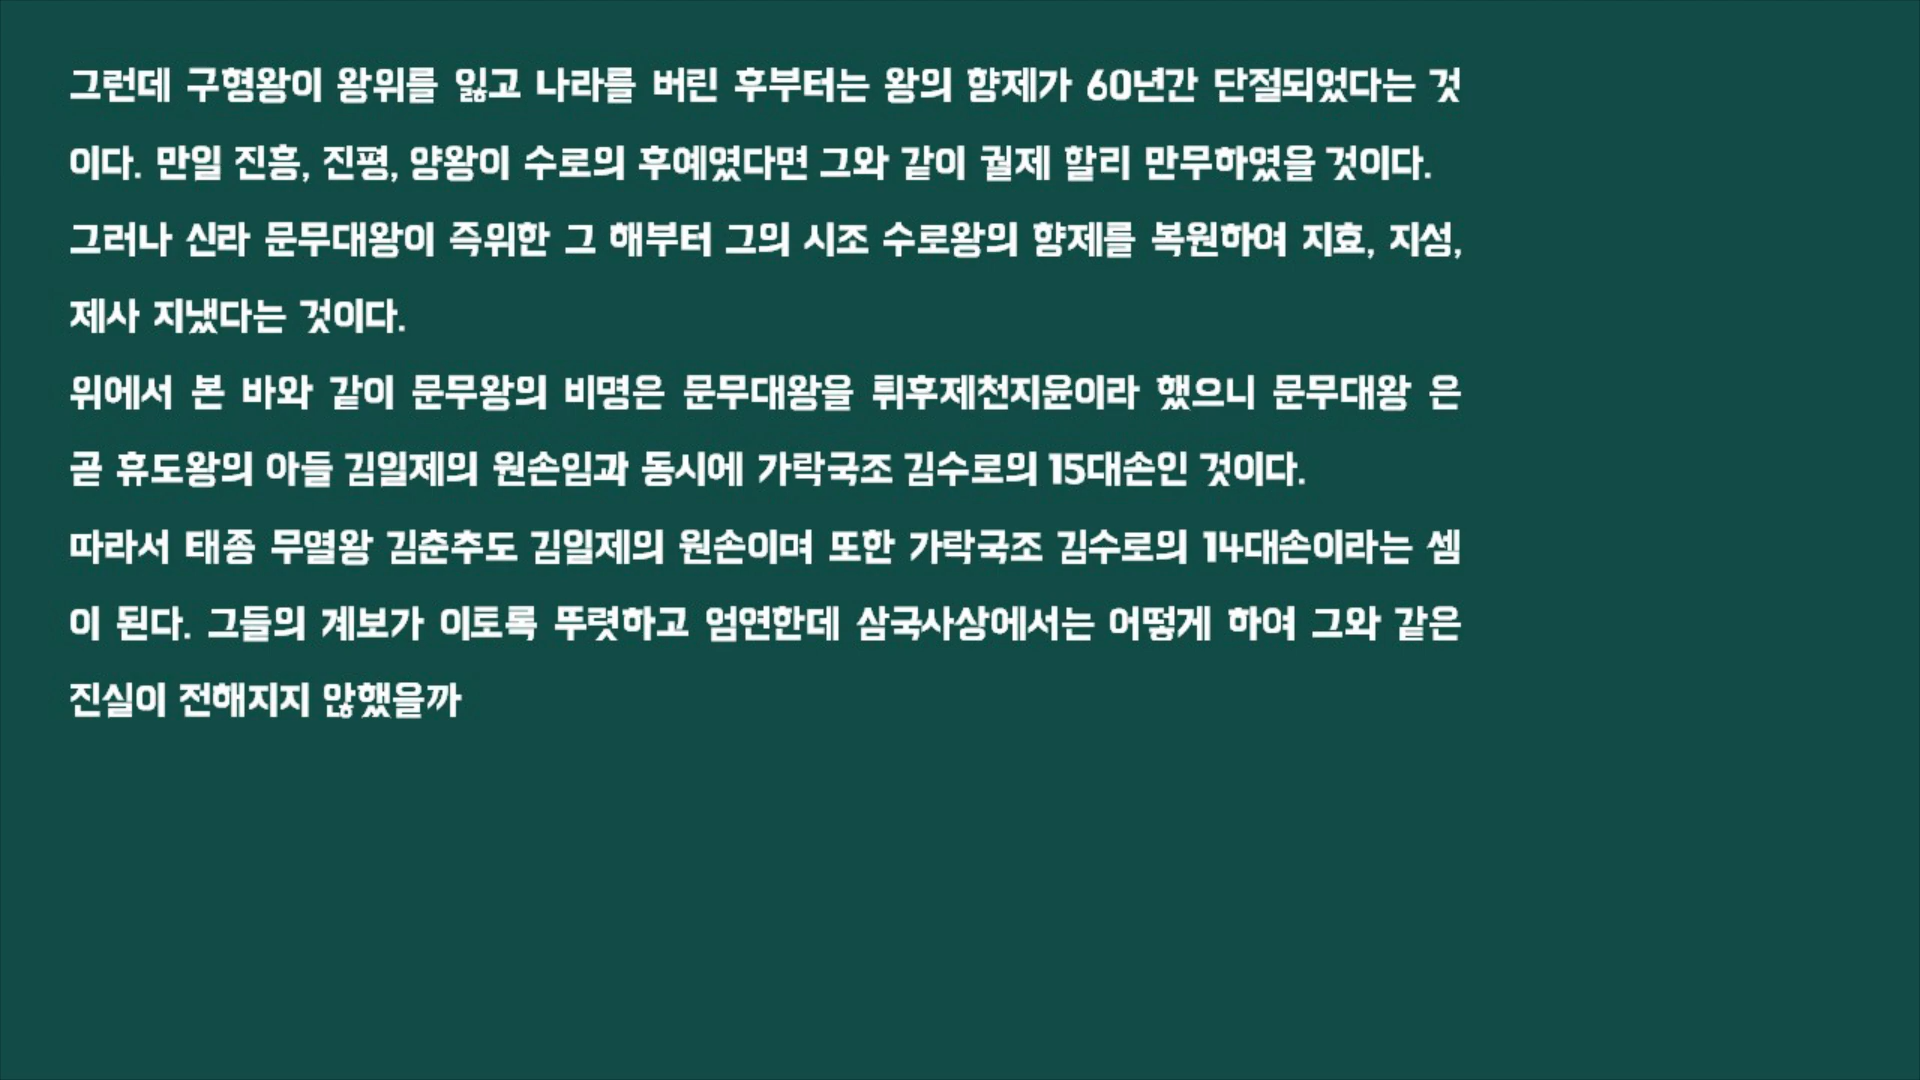 그런데 구형왕이 왕위를 잃고 나라를 버린 후부터는 왕의 향제가 60년간 단절되었다는 것
이다. 만일 진흥, 진평, 양왕이 수로의 후예였다면 그와 같이 궐제 할리 만무하였을 것이다.
그러나 신라 문무대왕이 즉위한 그 해부터 그의 시조 수로왕의 향제를 복원하여 지효, 지성,
제사 지냈다는 것이다.
위에서 본 바와 같이 문무왕의 비명은 문무대왕을 튀후제천지윤이라 했으니 문무대왕 은
곧 휴도왕의 아들 김일제의 원손임과 동시에 가락국조 김수로의 15대손인 것이다.
따라서 태종 무열왕 김춘추도 김일제의 원손이며 또한 가락국조 김수로의 14대손이라는 셈
이 된다. 그들의 계보가 이토록 뚜렷하고 엄연한데 삼국사상에서는 어떻게 하여 그와 같은
진실이 전해지지 않했을까